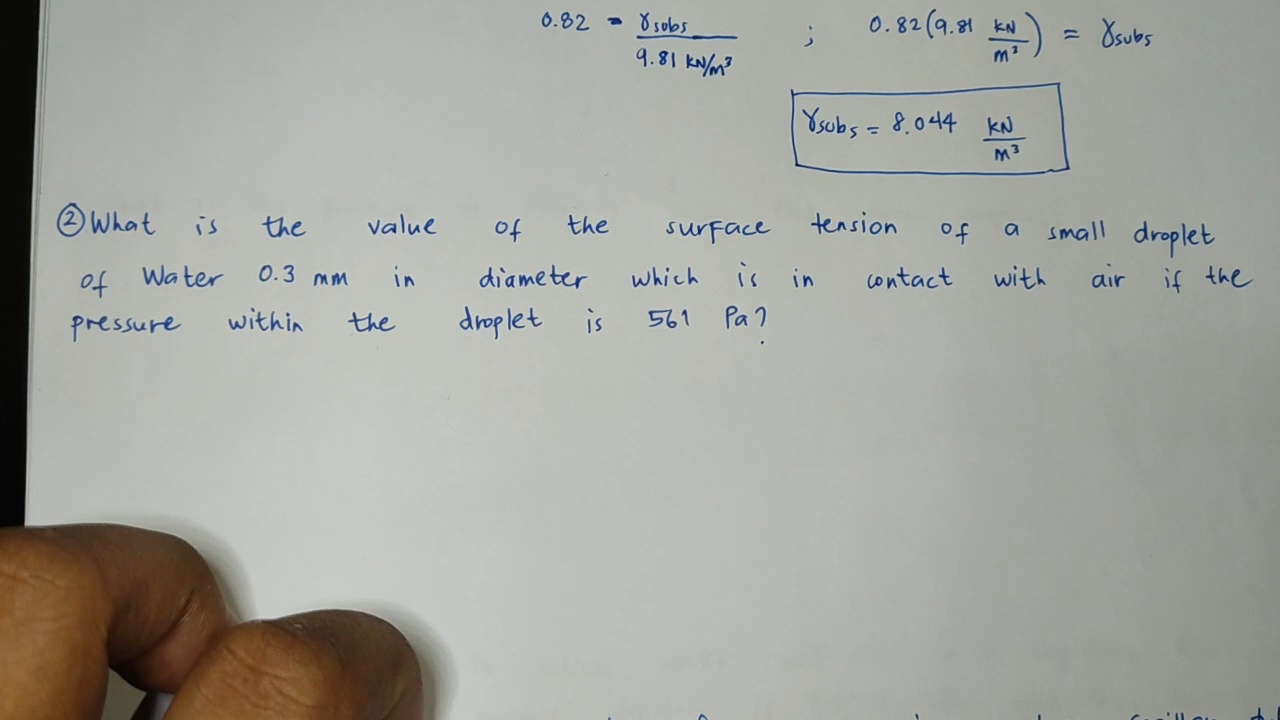 0.82 = γsubs / 9.81 kN/m³ ; 0.82(9.81 kN/m³) = γsubs
γsubs = 8.044 kN/m³
② What is the value of the surface tension of a small droplet
of Water 0.3 mm in diameter which is in contact with air if the
pressure within the droplet is 561 Pa?